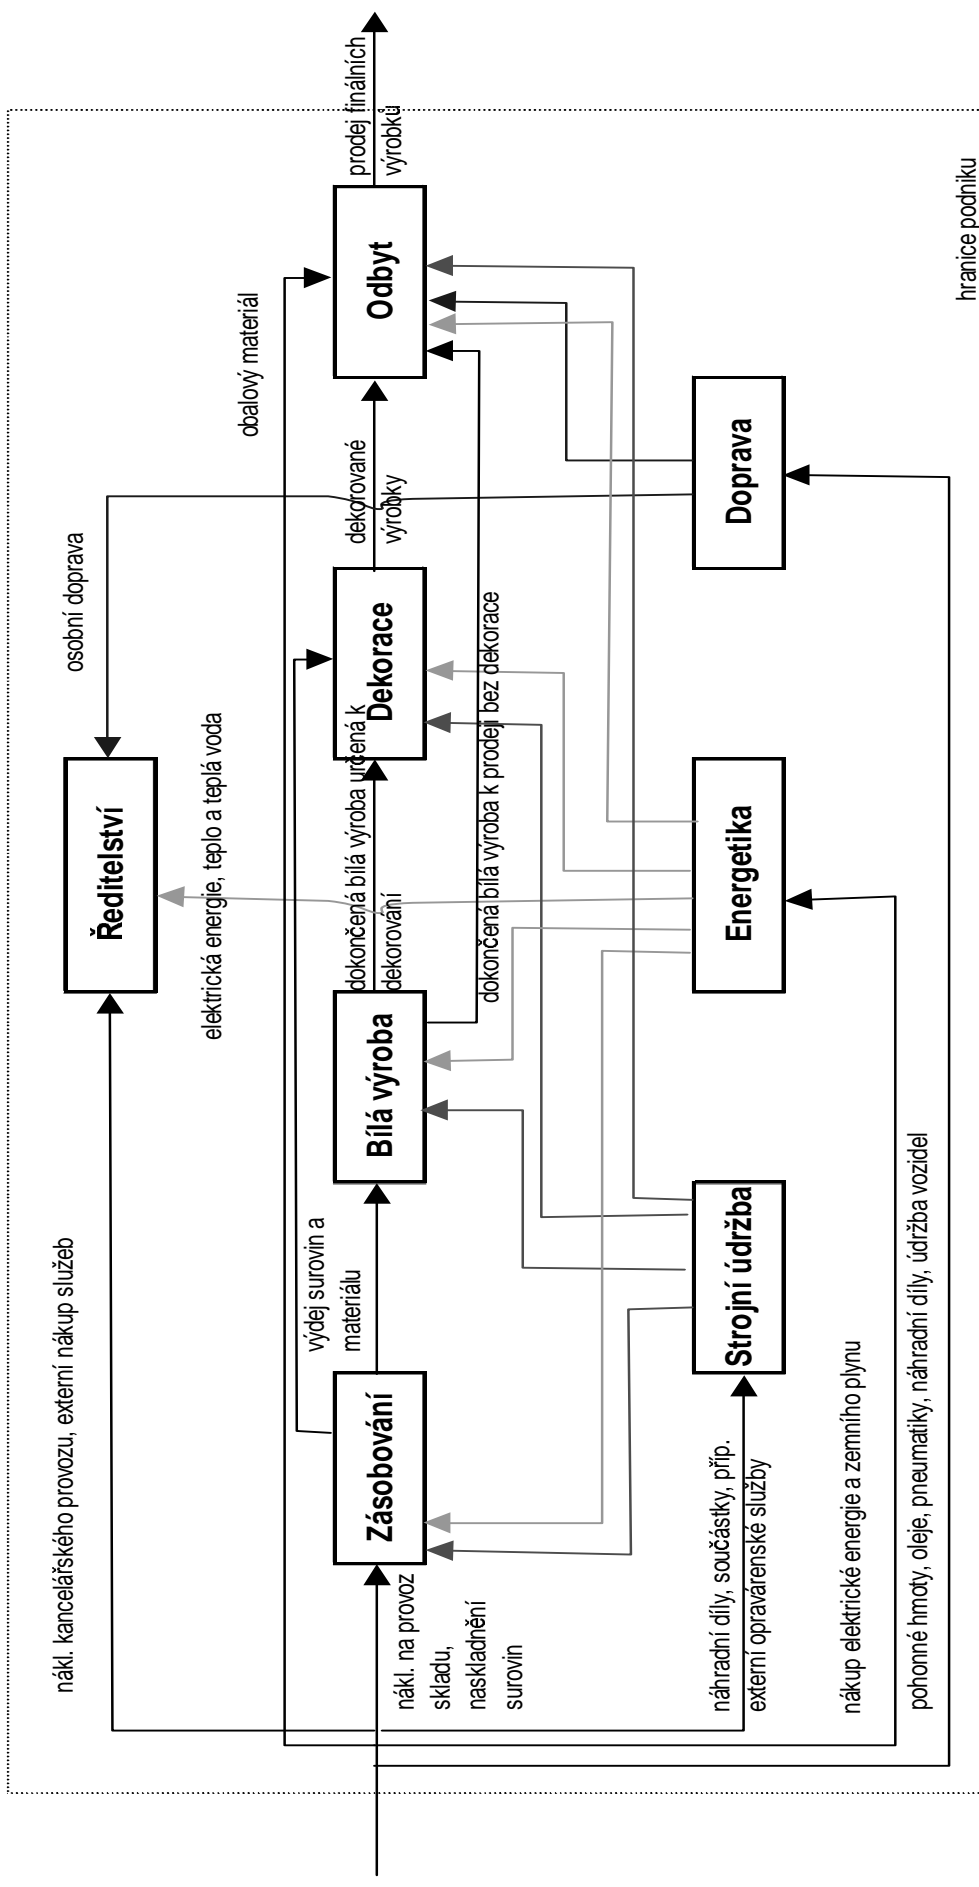 nákl. kancelářského provozu, externí nákup služeb
Ředitelství
osobní doprava
elektrická energie, teplo a teplá voda
obalový materiál
výdej surovin a
materiálu
dokončená bílá výroba určená k
dekorování
dekorované
výrobky
prodej finálních
výrobků
Zásobování
Bílá výroba
Dekorace
Odbyt
nákl. na provoz
skladu,
naskladnění
surovin
dokončená bílá výroba k prodeji bez dekorace
náhradní díly, součástky, příp.
externí opravárenské služby
Strojní údržba
Energetika
Doprava
nákup elektrické energie a zemního plynu
pohonné hmoty, oleje, pneumatiky, náhradní díly, údržba vozidel
hranice podniku